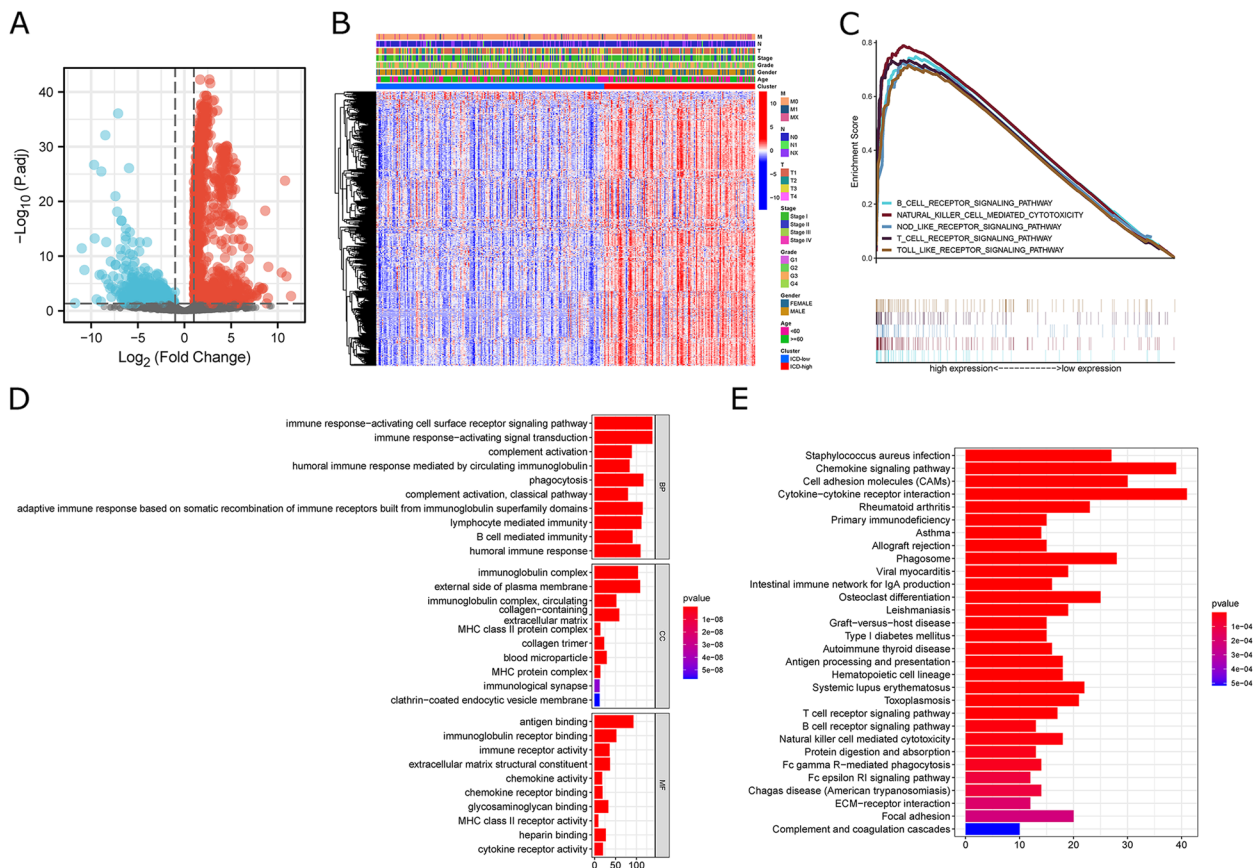 A
−Log10 (P.adj)
40
30
20
10
0
−10
−5
0
5
10
Log2 (Fold Change)
B
M
N
T
Stage
Grade
Gender
Age
Cluster
10
5
0
−5
−10
M
M0
M1
MX
N
N0
N1
NX
T
T1
T2
T3
T4
Stage
Stage I
Stage II
Stage III
Stage IV
Grade
G1
G2
G3
G4
Gender
FEMALE
MALE
Age
<60
>=60
Cluster
ICD-low
ICD-high
C
Enrichment Score
0.8
0.6
0.4
0.2
0.0
B_CELL_RECEPTOR_SIGNALING_PATHWAY
NATURAL_KILLER_CELL_MEDIATED_CYTOTOXICITY
NOD_LIKE_RECEPTOR_SIGNALING_PATHWAY
T_CELL_RECEPTOR_SIGNALING_PATHWAY
TOLL_LIKE_RECEPTOR_SIGNALING_PATHWAY
high expression<----------->low expression
D
immune response−activating cell surface receptor signaling pathway
immune response−activating signal transduction
complement activation
humoral immune response mediated by circulating immunoglobulin
phagocytosis
complement activation, classical pathway
adaptive immune response based on somatic recombination of immune receptors built from immunoglobulin superfamily domains
lymphocyte mediated immunity
B cell mediated immunity
humoral immune response
BP
immunoglobulin complex
external side of plasma membrane
immunoglobulin complex, circulating
collagen−containing
extracellular matrix
MHC class II protein complex
collagen trimer
blood microparticle
MHC protein complex
immunological synapse
clathrin−coated endocytic vesicle membrane
CC
antigen binding
immunoglobulin receptor binding
immune receptor activity
extracellular matrix structural constituent
chemokine activity
chemokine receptor binding
glycosaminoglycan binding
MHC class II receptor activity
heparin binding
cytokine receptor activity
MF
0
50
100
pvalue
1e−08
2e−08
3e−08
4e−08
5e−08
E
Staphylococcus aureus infection
Chemokine signaling pathway
Cell adhesion molecules (CAMs)
Cytokine−cytokine receptor interaction
Rheumatoid arthritis
Primary immunodeficiency
Asthma
Allograft rejection
Phagosome
Viral myocarditis
Intestinal immune network for IgA production
Osteoclast differentiation
Leishmaniasis
Graft−versus−host disease
Type I diabetes mellitus
Autoimmune thyroid disease
Antigen processing and presentation
Hematopoietic cell lineage
Systemic lupus erythematosus
Toxoplasmosis
T cell receptor signaling pathway
B cell receptor signaling pathway
Natural killer cell mediated cytotoxicity
Protein digestion and absorption
Fc gamma R−mediated phagocytosis
Fc epsilon RI signaling pathway
Chagas disease (American trypanosomiasis)
ECM−receptor interaction
Focal adhesion
Complement and coagulation cascades
0
10
20
30
40
pvalue
1e−04
2e−04
3e−04
4e−04
5e−04